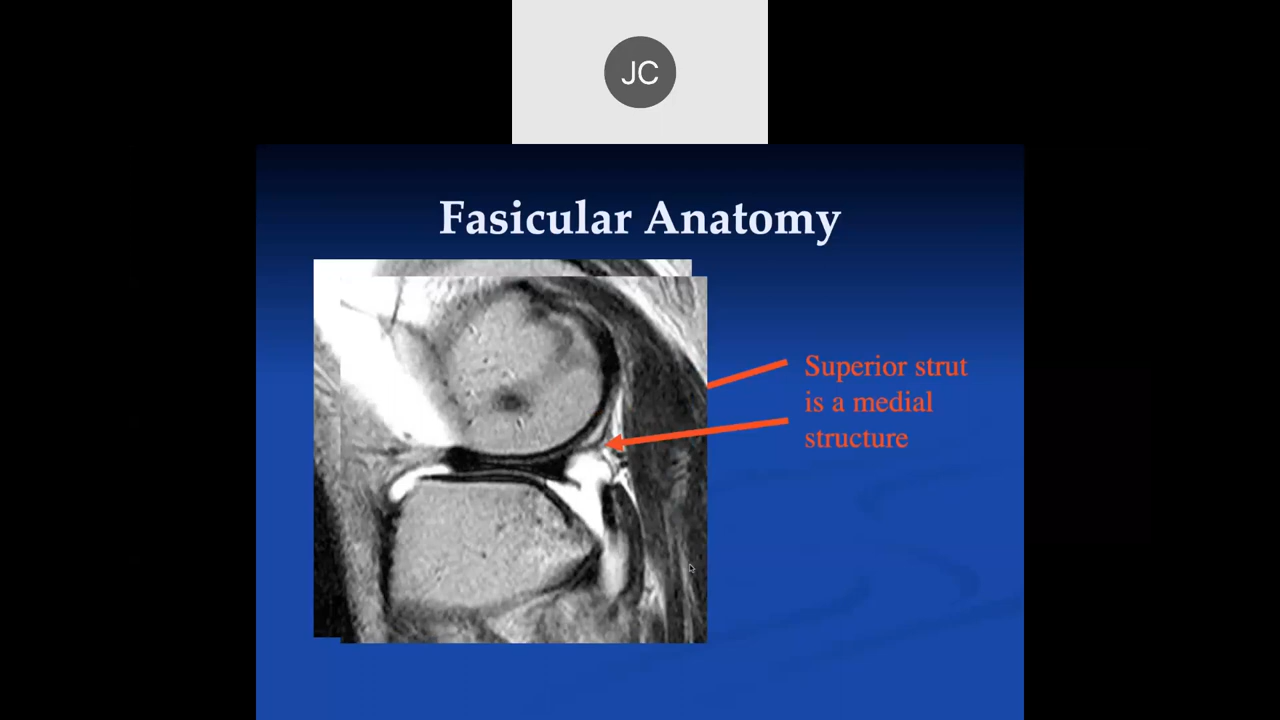 JC
Fasicular Anatomy
Superior strut
is a medial
structure